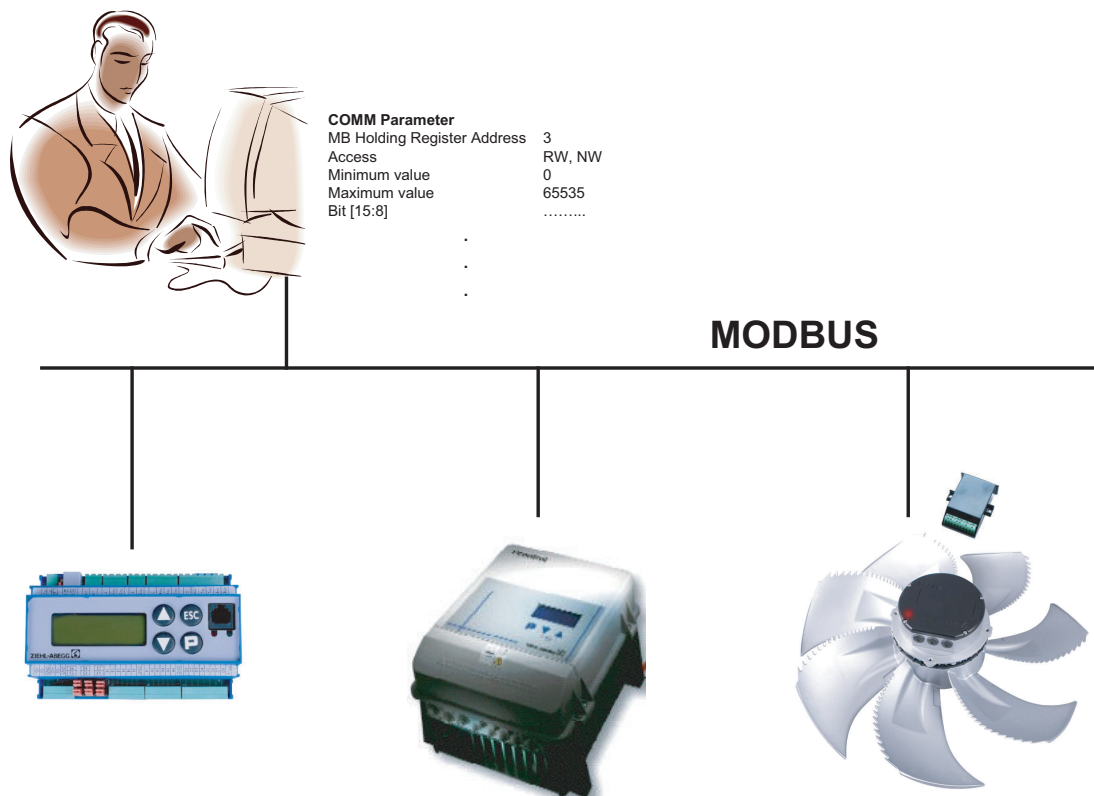 COMM Parameter
MB Holding Register Address 3
Access RW, NW
Minimum value 0
Maximum value 65535
Bit [15:8] ……...
.
.
.
MODBUS
ESC
P
ZIEHL-ABEGG
P